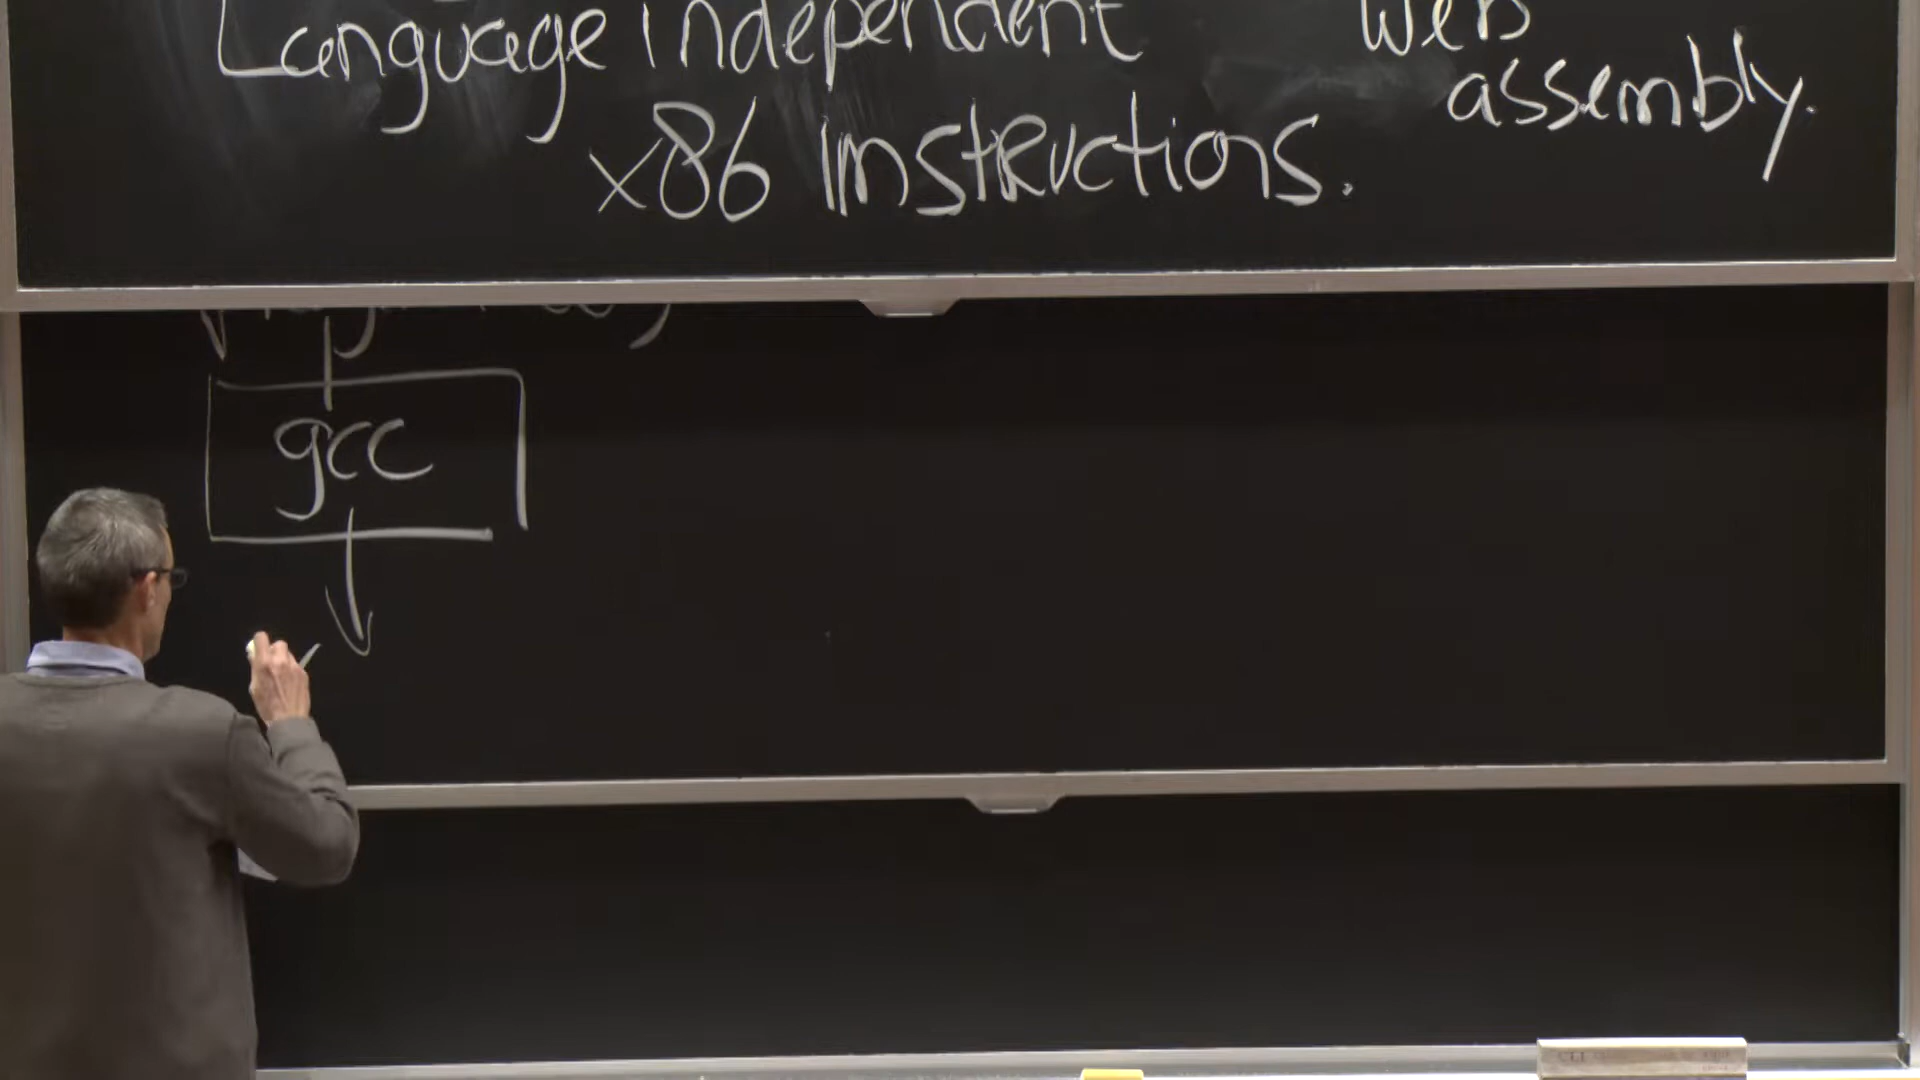 Language independent
x86 instructions.
Web
assembly.
gcc